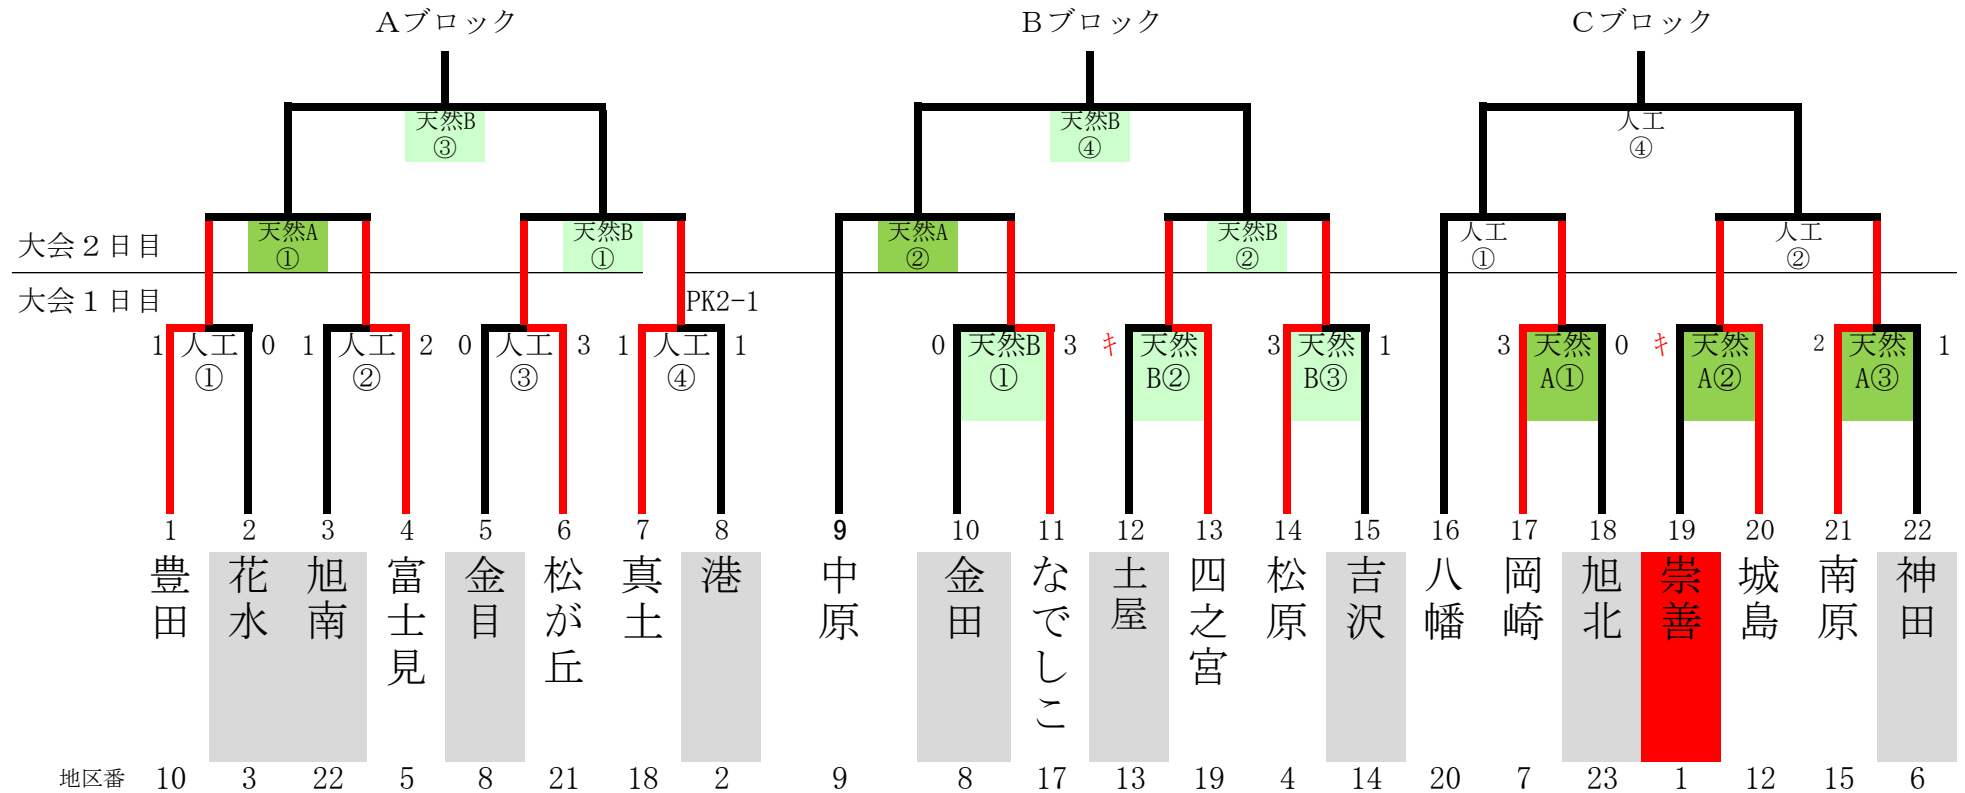 Aブロック Bブロック Cブロック
天然B 天然B 人工
③ ④ ④
天然A 天然B 天然A 天然B 人工 人工
大会２日目 ① ① ② ② ① ②
大会１日目 PK2-1
1 人工 0 1 人工 2 0 人工 3 1 人工 1 0 天然B 3 ｷ 天然 3 天然 1 3 天然 0 ｷ 天然 2 天然 1
① ② ③ ④ ① B② B③ A① A② A③
1 2 3 4 5 6 7 8 9 10 11 12 13 14 15 16 17 18 19 20 21 22
豊田 花水 旭南 富士見 金目 松が丘 真土 港 中原 金田 なでしこ 土屋 四之宮 松原 吉沢 八幡 岡崎 旭北 崇善 城島 南原 神田
地区番 10 3 22 5 8 21 18 2 9 8 17 13 19 4 14 20 7 23 1 12 15 6